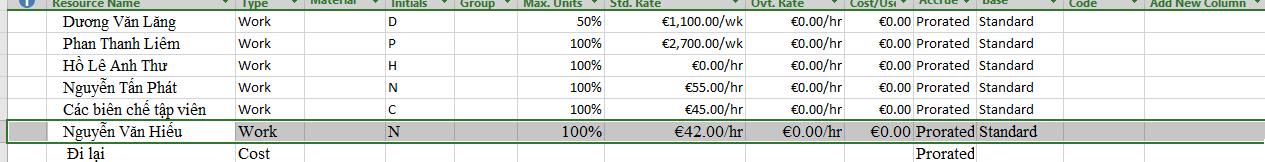 Resource Name Type Material Initials Group Max. Units Std. Rate Ovt. Rate Cost/Use Accrue Base Code Add New Column
Dương Văn Lăng Work D 50% €1,100.00/wk €0.00/hr €0.00 Prorated Standard
Phan Thanh Liêm Work P 100% €2,700.00/wk €0.00/hr €0.00 Prorated Standard
Hồ Lê Anh Thư Work H 100% €0.00/hr €0.00/hr €0.00 Prorated Standard
Nguyễn Tấn Phát Work N 100% €55.00/hr €0.00/hr €0.00 Prorated Standard
Các biên chế tập viên Work C 100% €45.00/hr €0.00/hr €0.00 Prorated Standard
Nguyễn Văn Hiếu Work N 100% €42.00/hr €0.00/hr €0.00 Prorated Standard
Đi lại Cost Prorated